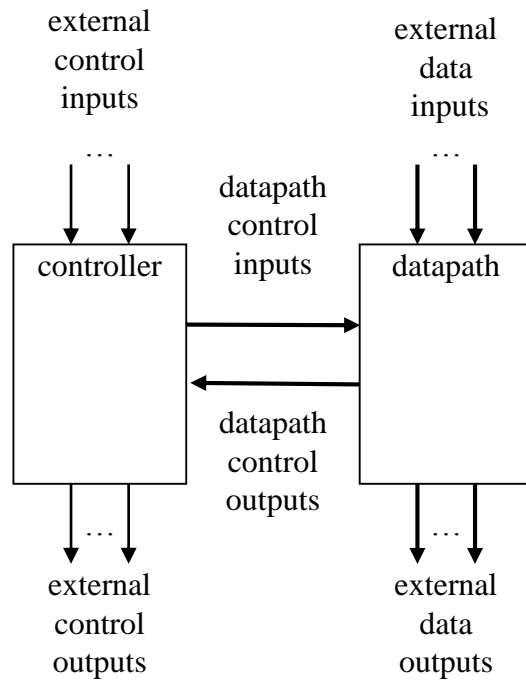 external
control
inputs
...
external
data
inputs
...
datapath
control
inputs
controller
datapath
datapath
control
outputs
...
external
control
outputs
...
external
data
outputs